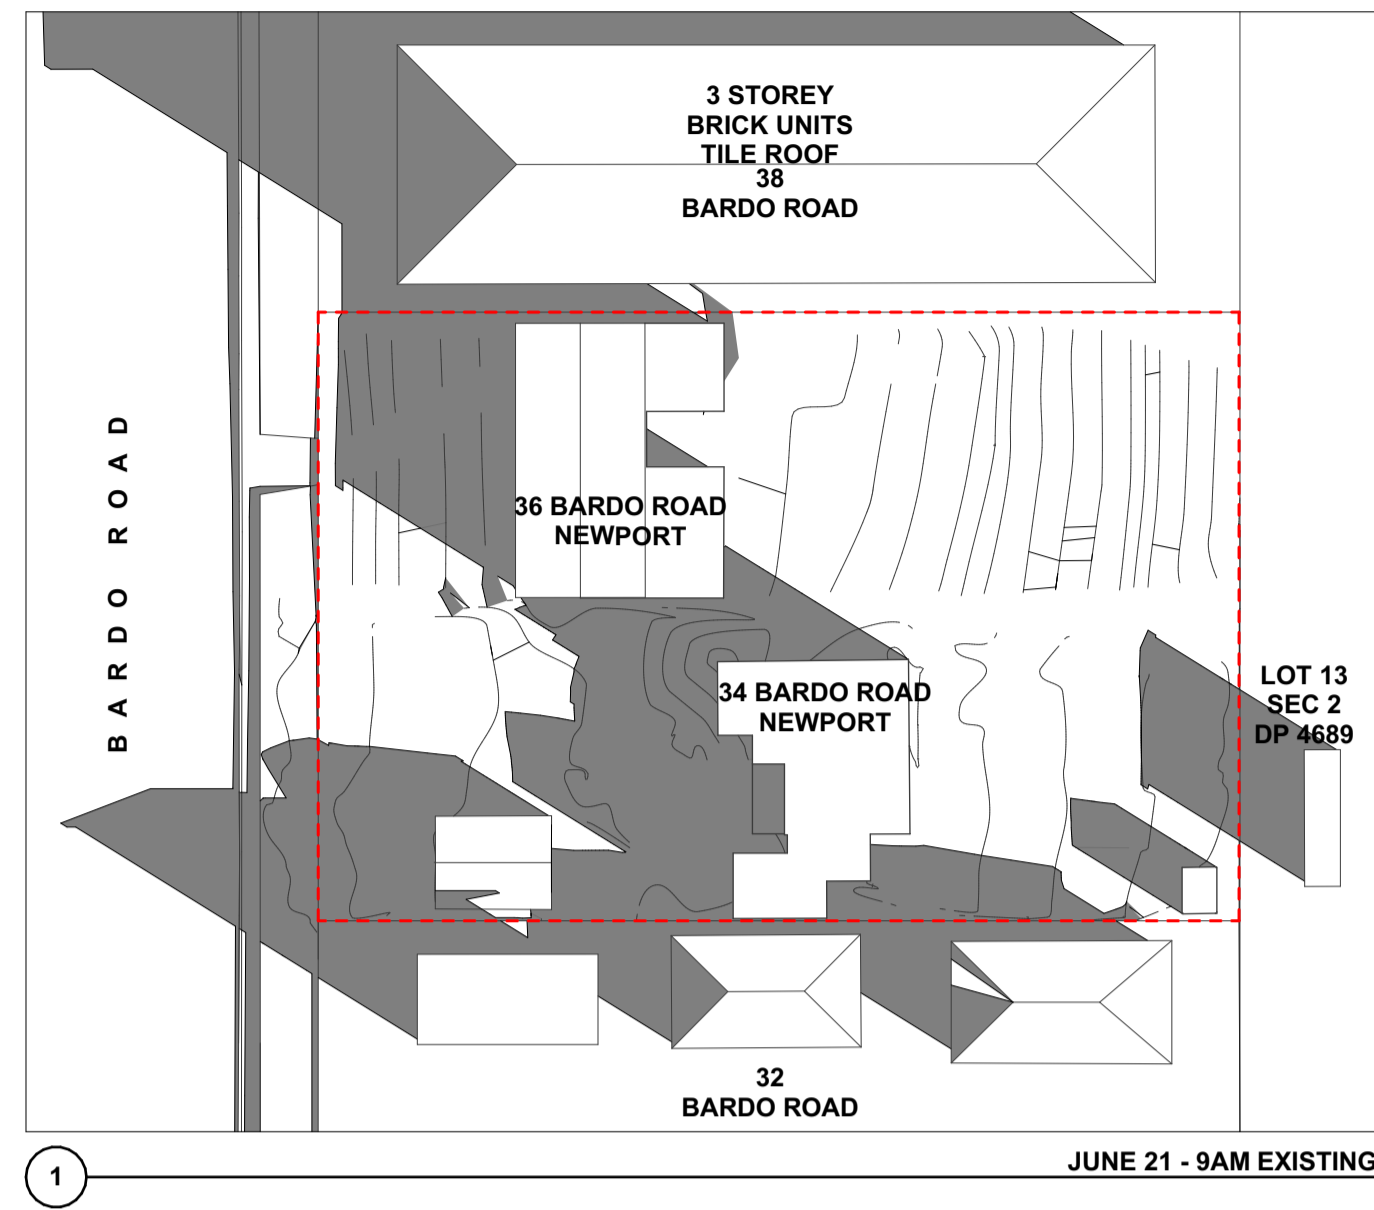 3 STOREY
BRICK UNITS
TILE ROOF
38
BARDO ROAD
BARDO ROAD
36 BARDO ROAD
NEWPORT
34 BARDO ROAD
NEWPORT
LOT 13
SEC 2
DP 4689
32
BARDO ROAD
1
JUNE 21 - 9AM EXISTING